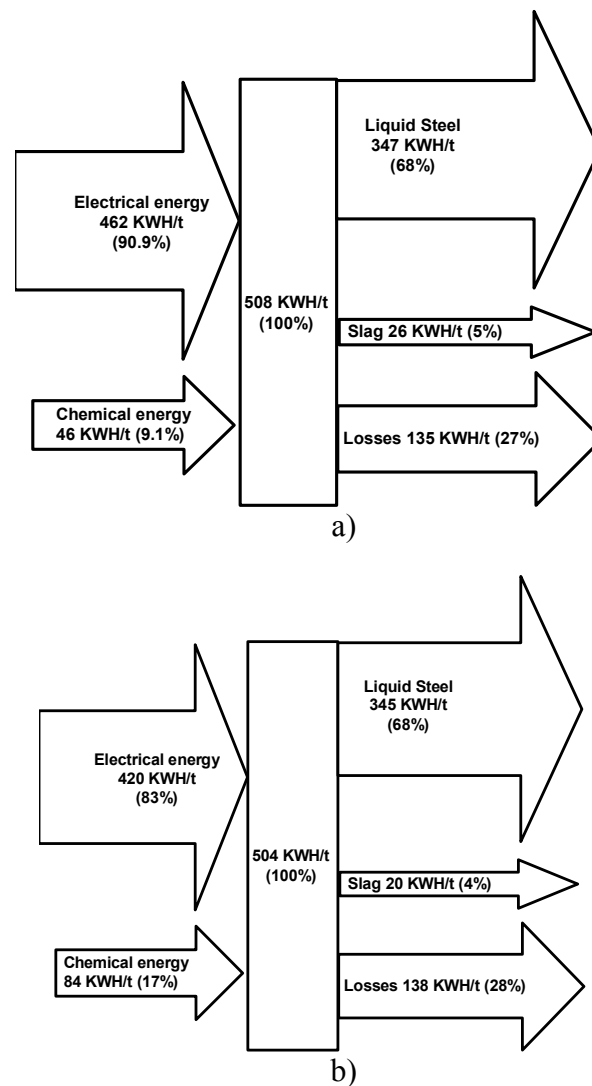 Liquid Steel
347 KWH/t
(68%)
Electrical energy
462 KWH/t
(90.9%)
508 KWH/t
(100%)
Slag 26 KWH/t (5%)
Chemical energy
46 KWH/t (9.1%)
Losses 135 KWH/t (27%)
a)
Liquid Steel
345 KWH/t
(68%)
Electrical energy
420 KWH/t
(83%)
504 KWH/t
(100%)
Slag 20 KWH/t (4%)
Chemical energy
84 KWH/t (17%)
Losses 138 KWH/t (28%)
b)